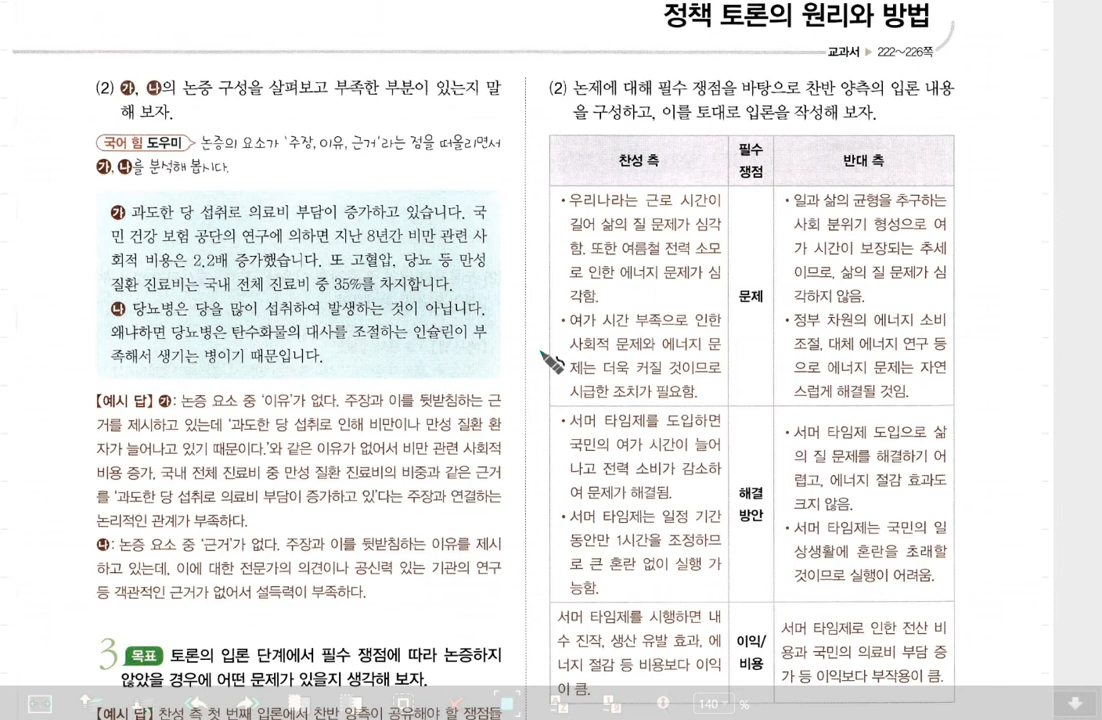 정책 토론의 원리와 방법
교과서 ▶ 222~226쪽
(2) 가, 나의 논증 구성을 살펴보고 부족한 부분이 있는지 말
해 보자.
국어 힘 도우미 논증의 요소가 '주장, 이유, 근거'라는 점을 떠올리면서
가, 나를 분석해 봅시다.
가 과도한 당 섭취로 의료비 부담이 증가하고 있습니다. 국
민 건강 보험 공단의 연구에 의하면 지난 8년간 비만 관련 사
회적 비용은 2.2배 증가했습니다. 또 고혈압, 당뇨 등 만성
질환 진료비는 국내 전체 진료비 중 35%를 차지합니다.
나 당뇨병은 당을 많이 섭취하여 발생하는 것이 아닙니다.
왜냐하면 당뇨병은 탄수화물의 대사를 조절하는 인슐린이 부
족해서 생기는 병이기 때문입니다.
[예시 답] 가: 논증 요소 중 '이유'가 없다. 주장과 이를 뒷받침하는 근
거를 제시하고 있는데 '과도한 당 섭취로 인해 비만이나 만성 질환 환
자가 늘어나고 있기 때문이다.'와 같은 이유가 없어서 비만 관련 사회적
비용 증가, 국내 전체 진료비 중 만성 질환 진료비의 비중과 같은 근거
를 '과도한 당 섭취로 의료비 부담이 증가하고 있'다는 주장과 연결하는
논리적인 관계가 부족하다.
나: 논증 요소 중 '근거'가 없다. 주장과 이를 뒷받침하는 이유를 제시
하고 있는데, 이에 대한 전문가의 의견이나 공신력 있는 기관의 연구
등 객관적인 근거가 없어서 설득력이 부족하다.
3 목표 토론의 입론 단계에서 필수 쟁점에 따라 논증하지
않았을 경우에 어떤 문제가 있을지 생각해 보자.
[예시 답] 찬성 측 첫 번째 입론에서 찬반 양측이 공유해야 할 쟁점들
(2) 논제에 대해 필수 쟁점을 바탕으로 찬반 양측의 입론 내용
을 구성하고, 이를 토대로 입론을 작성해 보자.
찬성 측
필수
쟁점
반대 측
• 우리나라는 근로 시간이
길어 삶의 질 문제가 심각
함. 또한 여름철 전력 소모
로 인한 에너지 문제가 심
각함.
• 여가 시간 부족으로 인한
사회적 문제와 에너지 문
제는 더욱 커질 것이므로
시급한 조치가 필요함.
문제
• 일과 삶의 균형을 추구하는
사회 분위기 형성으로 여
가 시간이 보장되는 추세
이므로, 삶의 질 문제가 심
각하지 않음.
• 정부 차원의 에너지 소비
조절, 대체 에너지 연구 등
으로 에너지 문제는 자연
스럽게 해결될 것임.
• 서머 타임제를 도입하면
국민의 여가 시간이 늘어
나고 전력 소비가 감소하
여 문제가 해결됨.
• 서머 타임제는 일정 기간
동안만 1시간을 조정하므
로 큰 혼란 없이 실행 가
능함.
해결
방안
• 서머 타임제 도입으로 삶
의 질 문제를 해결하기 어
렵고, 에너지 절감 효과도
크지 않음.
• 서머 타임제는 국민의 일
상생활에 혼란을 초래할
것이므로 실행이 어려움.
서머 타임제를 시행하면 내
수 진작, 생산 유발 효과, 에
너지 절감 등 비용보다 이익
이 큼.
이익/
비용
서머 타임제로 인한 전산 비
용과 국민의 의료비 부담 증
가 등 이익보다 부작용이 큼.
140 %